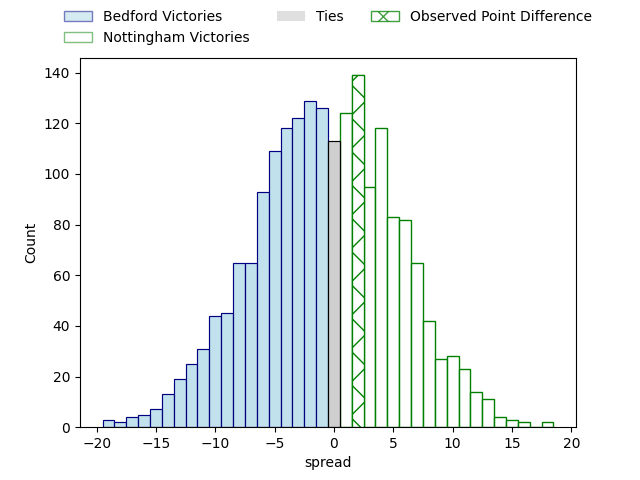 Bedford Victories
Nottingham Victories
Ties
Observed Point Difference
140
120
100
80
60
40
20
0
Count
−20 −15 −10 −5 0 5 10 15 20
spread